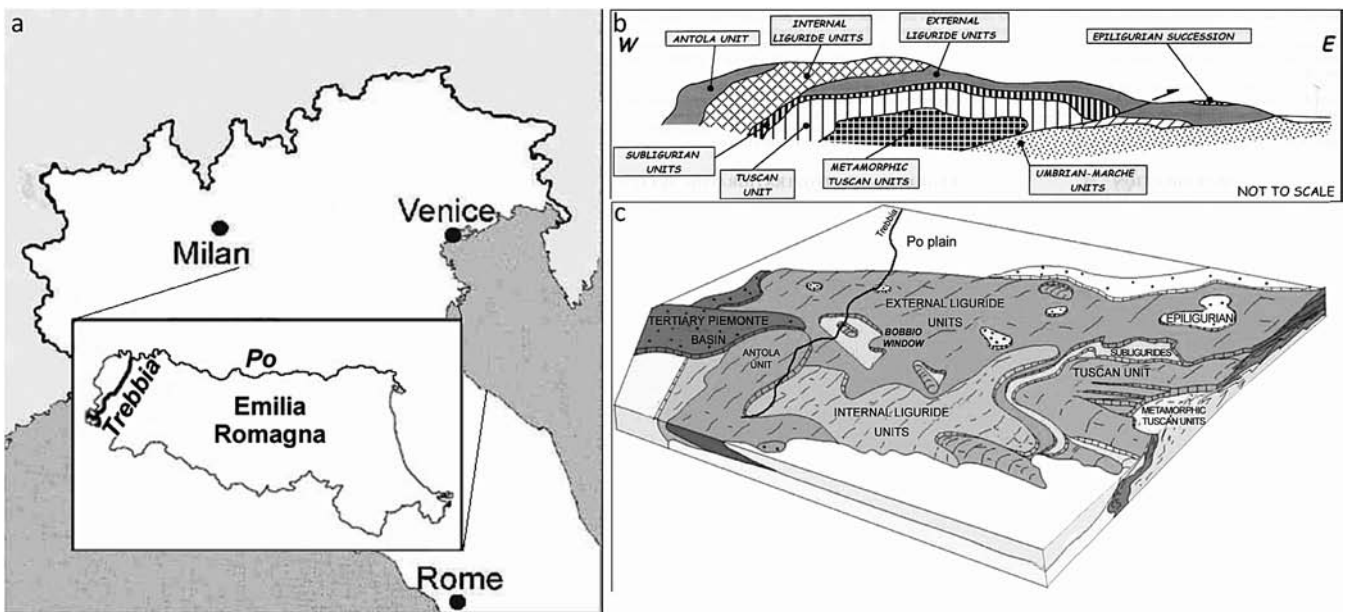 a
Milan
Venice
Po
Trebbia
Emilia
Romagna
Rome
b
W
E
ANTOLA UNIT
INTERNAL
LIGURIDE UNITS
EXTERNAL
LIGURIDE UNITS
EPILIGURIAN SUCCESSION
SUBLIGURIAN
UNITS
TUSCAN
UNIT
METAMORPHIC
TUSCAN UNITS
UMBRIAN-MARCHE
UNITS
NOT TO SCALE
c
Trebbia
Po plain
EXTERNAL LIGURIDE
UNITS
EPILIGURIAN
TERTIARY PIEMONTE
BASIN
BOBBIO
WINDOW
ANTOLA
UNIT
SUBLIGURIDES
TUSCAN UNIT
INTERNAL LIGURIDE
UNITS
METAMORPHIC
TUSCAN UNITS